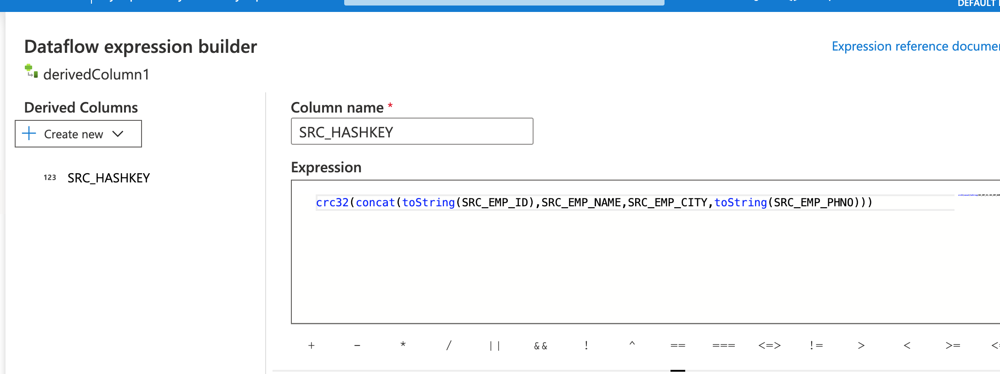 DEFAULT
Dataflow expression builder
Expression reference
derivedColumn1
Derived Columns
Create new
123 SRC_HASHKEY
Column name *
SRC_HASHKEY
Expression
crc32(concat(toString(SRC_EMP_ID),SRC_EMP_NAME,SRC_EMP_CITY,toString(SRC_EMP_PHNO)))
+ - * / || && ! ^ == === <=> != > < >=